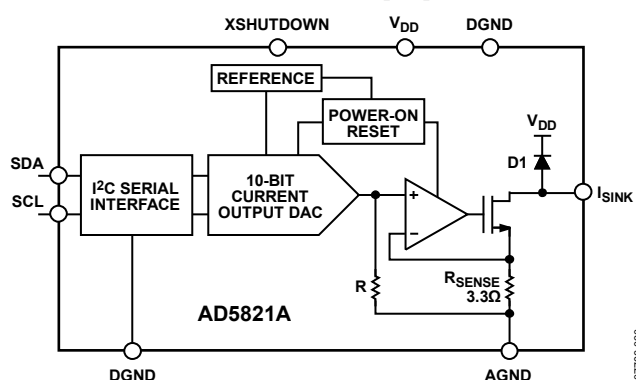 XSHUTDOWN
V_DD
DGND
REFERENCE
POWER-ON
RESET
V_DD
SDA
SCL
I²C SERIAL
INTERFACE
10-BIT
CURRENT
OUTPUT DAC
D1
I_SINK
+
−
R
R_SENSE
3.3Ω
AD5821A
DGND
AGND